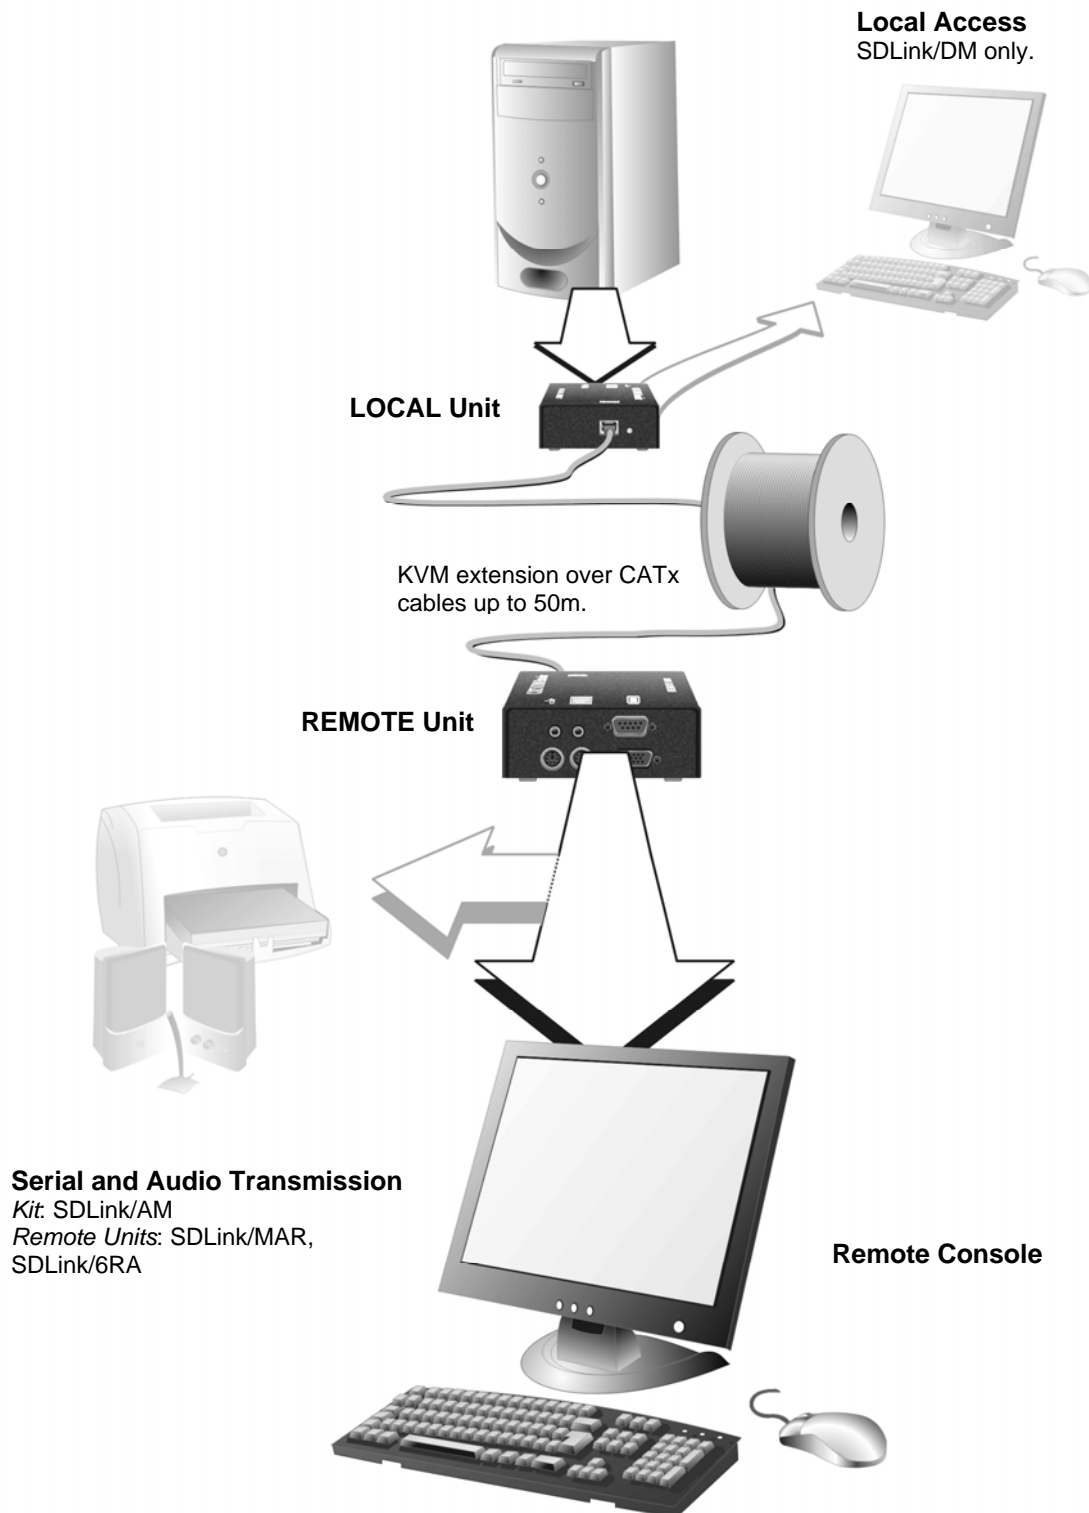 Local Access
SDLink/DM only.
LOCAL Unit
KVM extension over CATx
cables up to 50m.
REMOTE Unit
Serial and Audio Transmission
Kit: SDLink/AM
Remote Units: SDLink/MAR,
SDLink/6RA
Remote Console